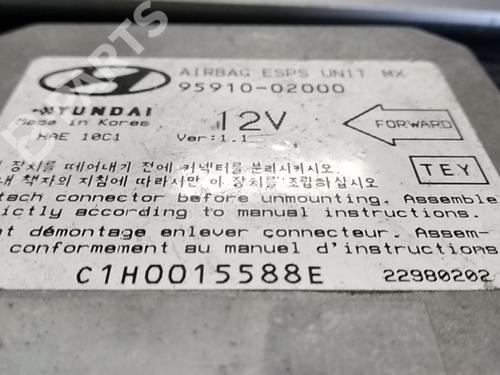 AIRBAG ESPS UNIT MX
95910-02000
HYUNDAI
Made in Korea
12V
FORWARD
HAE 10C1
Ver:1.1
장치를 떼어내기 전에 커넥터를 분리시키시오.
책자의 지침에 따라서만 이 장치를 조립하십시오
TEY
tach connector before unmounting. Assemble
ictly according to manual instructions.
t démontage enlever connecteur. Assem-
conformement au manuel d'instructions
C1H0015588E
22980202
PARTS